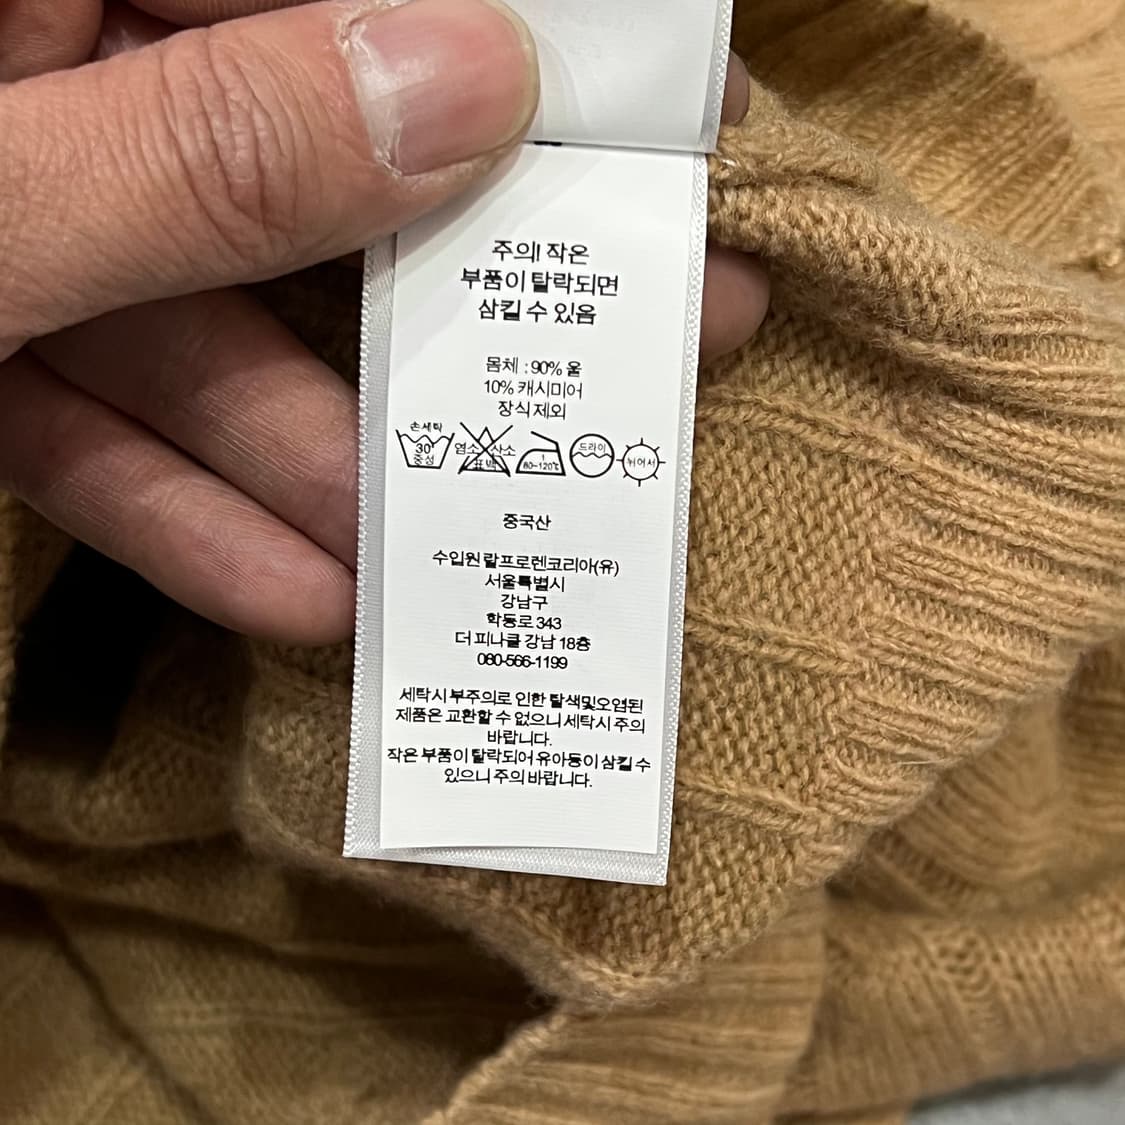 주의! 작은
부품이 탈락되면
삼킬 수 있음
몸체 : 90% 울
10% 캐시미어
장식제외
손세탁
30°
중성
염소 산소
표백
1
80~120℃
드라이
뉘어서
중국산
수입원 랄프로렌코리아(유)
서울특별시
강남구
학동로 343
더 피나클 강남 18층
080-566-1199
세탁시 부주의로 인한 탈색및오염된
제품은 교환할 수 없으니 세탁시 주의
바랍니다.
작은 부품이 탈락되어 유아등이 삼킬 수
있으니 주의 바랍니다.